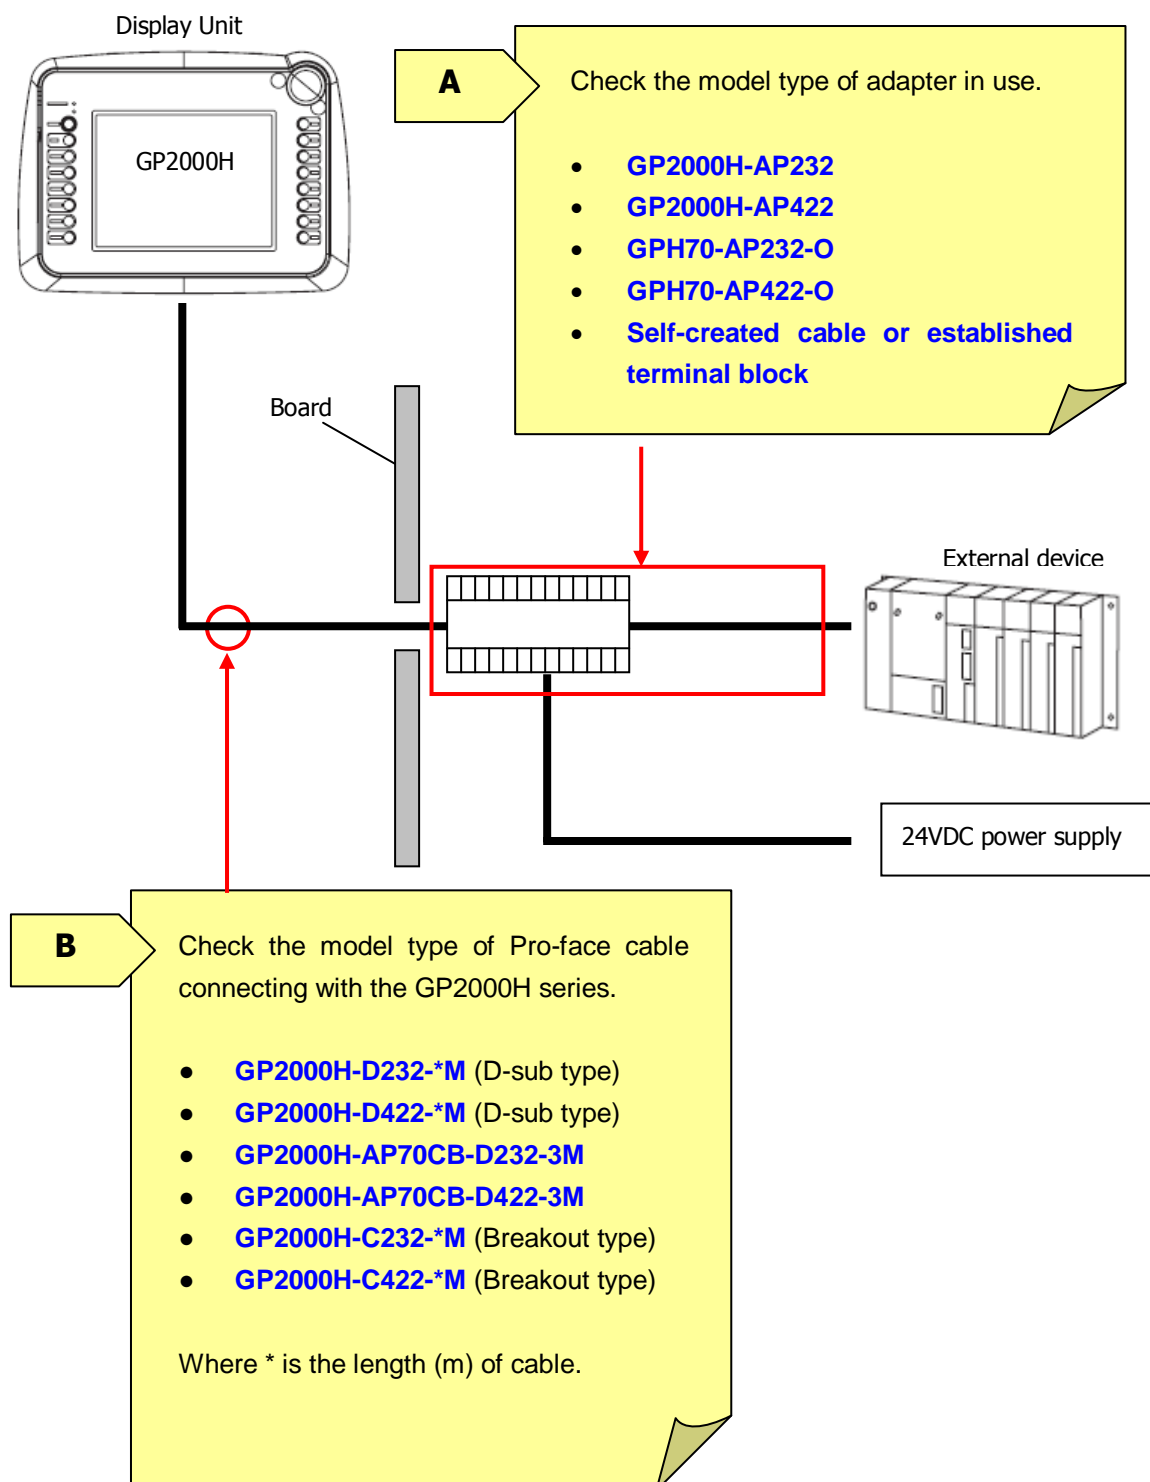 Display Unit
GP2000H
A
Check the model type of adapter in use.
• GP2000H-AP232
• GP2000H-AP422
• GPH70-AP232-O
• GPH70-AP422-O
• Self-created cable or established
terminal block
Board
External device
24VDC power supply
B
Check the model type of Pro-face cable
connecting with the GP2000H series.
● GP2000H-D232-*M (D-sub type)
● GP2000H-D422-*M (D-sub type)
● GP2000H-AP70CB-D232-3M
● GP2000H-AP70CB-D422-3M
● GP2000H-C232-*M (Breakout type)
● GP2000H-C422-*M (Breakout type)
Where * is the length (m) of cable.